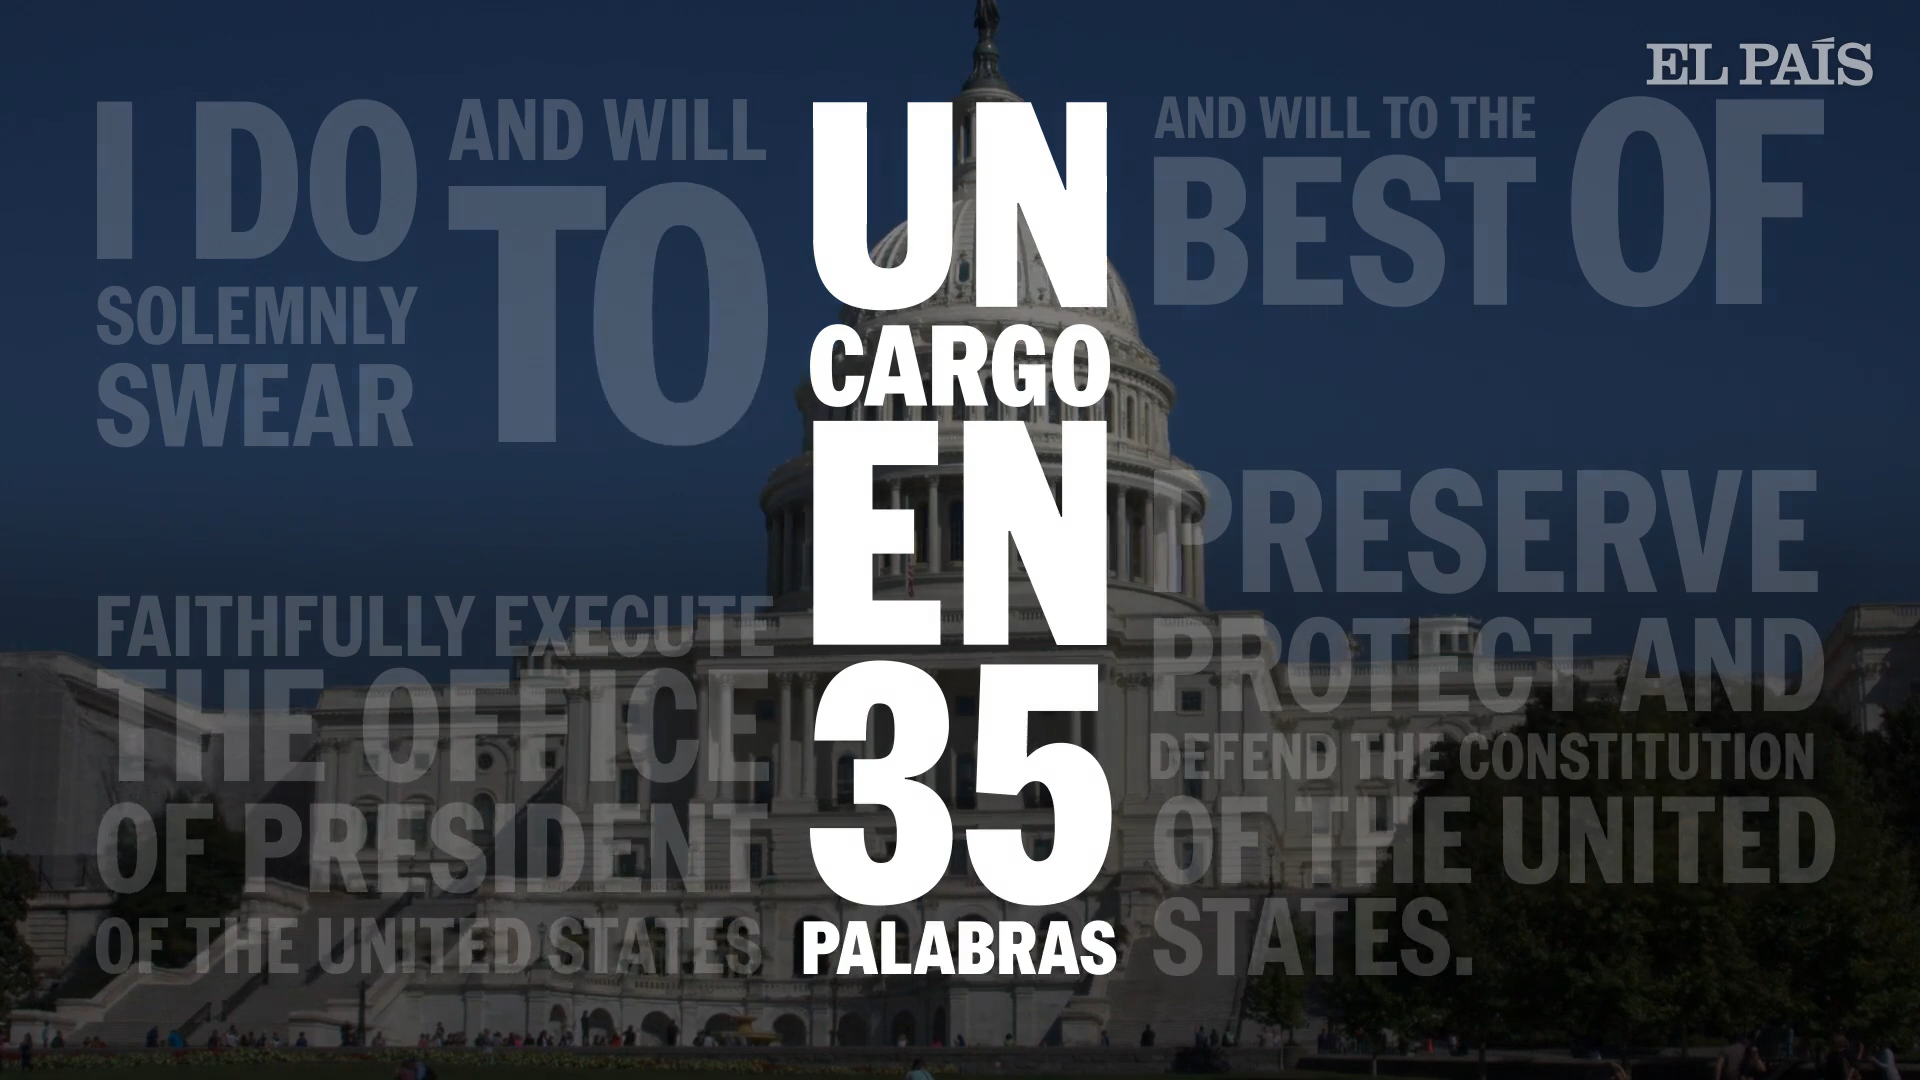 EL PAÍS
I DO
SOLEMNLY
SWEAR
AND WILL
TO
FAITHFULLY EXECUTE
THE OFFICE
OF PRESIDENT
OF THE UNITED STATES
UN
CARGO
EN
35
PALABRAS
AND WILL TO THE
BEST
OF
PRESERVE
PROTECT AND
DEFEND THE CONSTITUTION
OF THE UNITED
STATES.